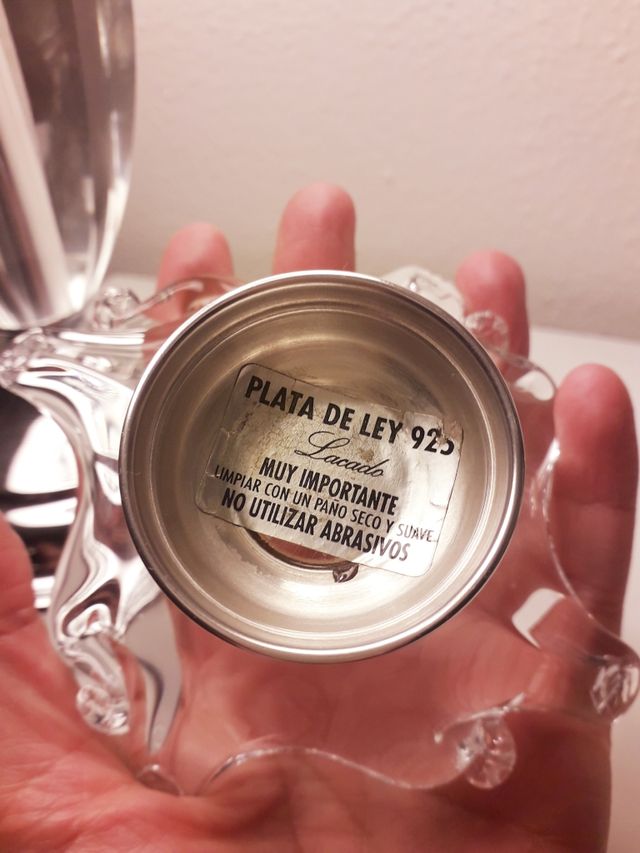 PLATA DE LEY 925
Lacado
MUY IMPORTANTE
LIMPIAR CON UN PAÑO SECO Y SUAVE
NO UTILIZAR ABRASIVOS